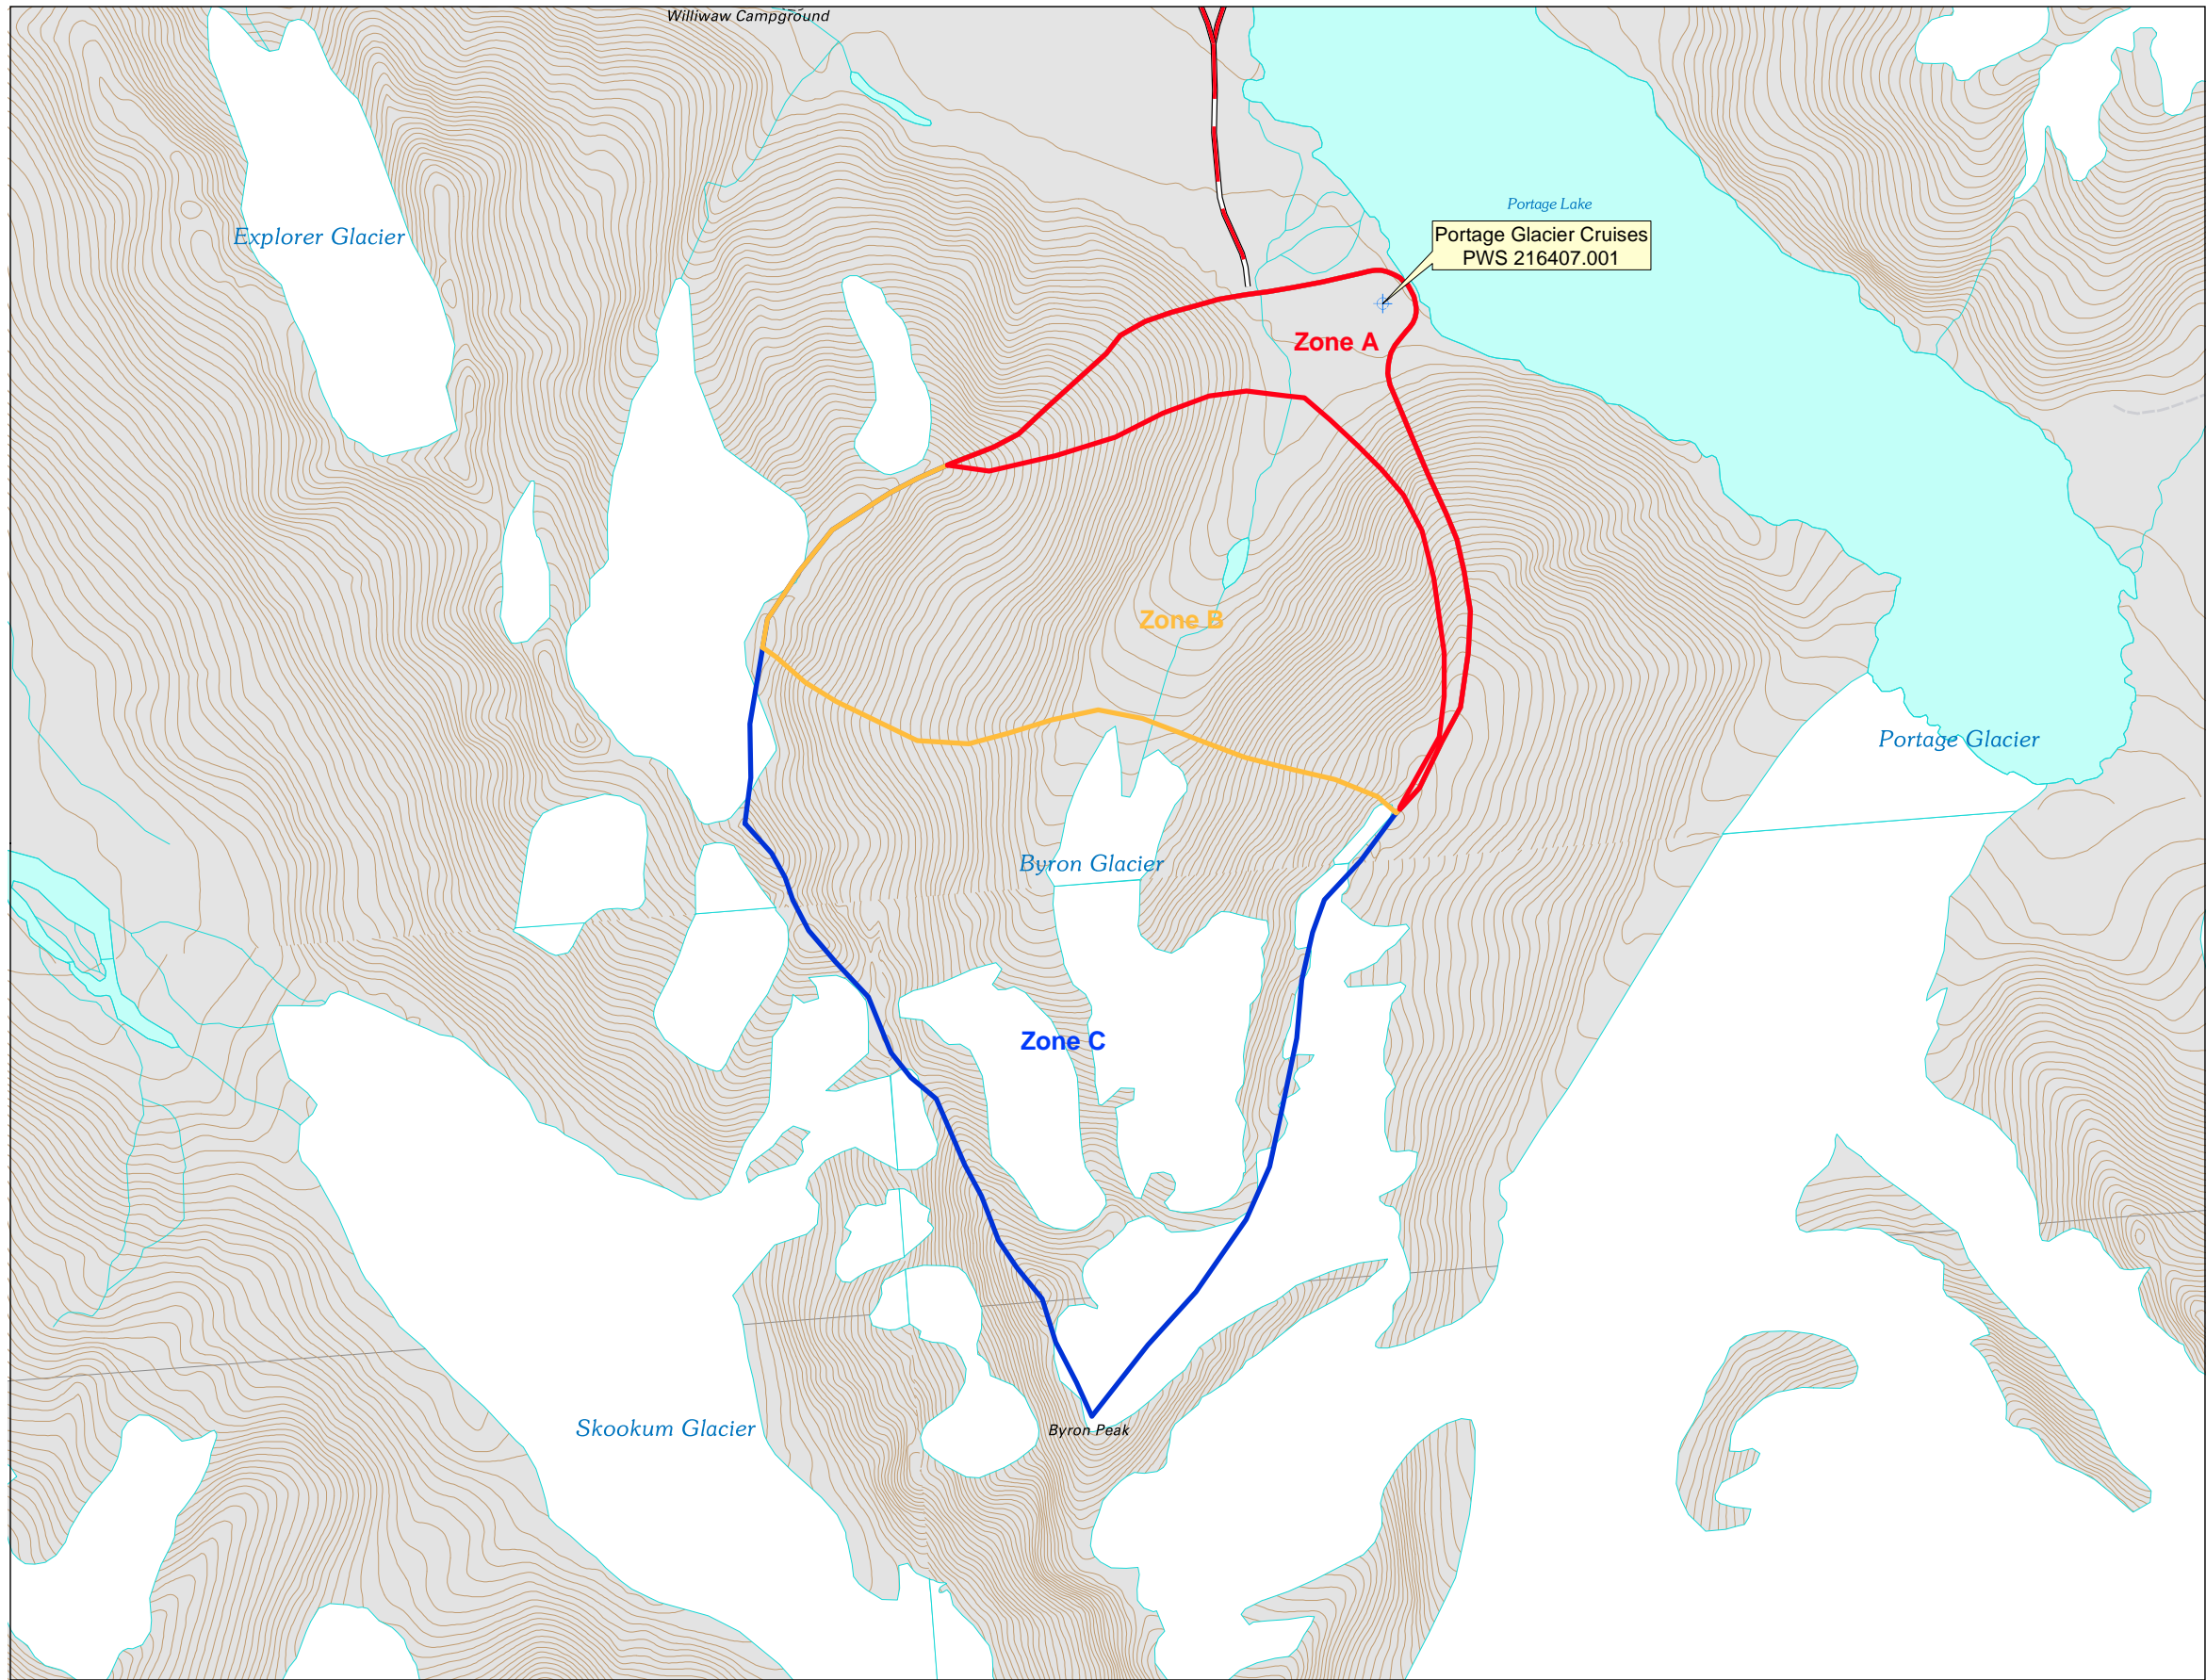 Williwaw Campground
Portage Lake
Explorer Glacier
Portage Glacier Cruises
PWS 216407.001
Zone A
Zone B
Portage Glacier
Byron Glacier
Zone C
Skookum Glacier
Byron Peak